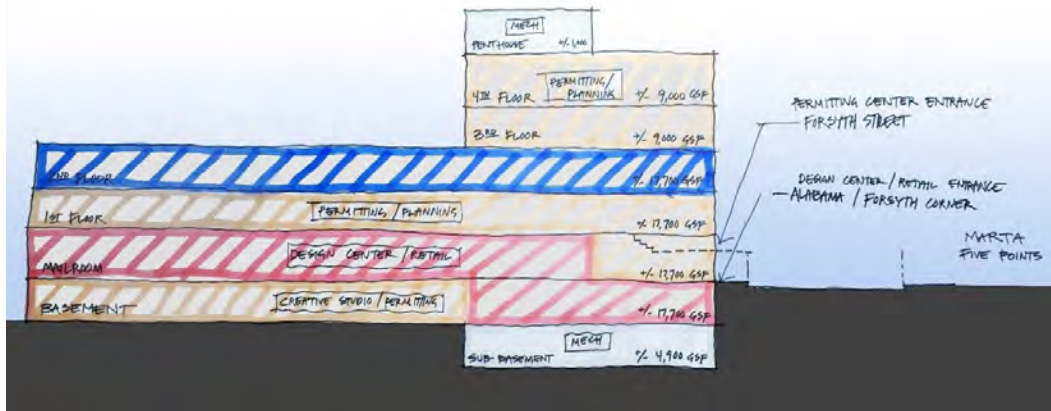 MECH
PENTHOUSE +/- 1,000
PERMITTING/
PLANNING
4TH FLOOR +/- 9,000 GSF
3RD FLOOR +/- 9,000 GSF
PERMITTING CENTER ENTRANCE
FORSYTH STREET
2ND FLOOR +/- 17,700 GSF
DESIGN CENTER / RETAIL ENTRANCE
ALABAMA / FORSYTH CORNER
PERMITTING / PLANNING
1ST FLOOR +/- 17,700 GSF
MARTA
FIVE POINTS
DESIGN CENTER / RETAIL
MAILROOM +/- 17,700 GSF
CREATIVE STUDIO / PERMITTING
BASEMENT +/- 17,700 GSF
MECH
SUB-BASEMENT +/- 4,900 GSF